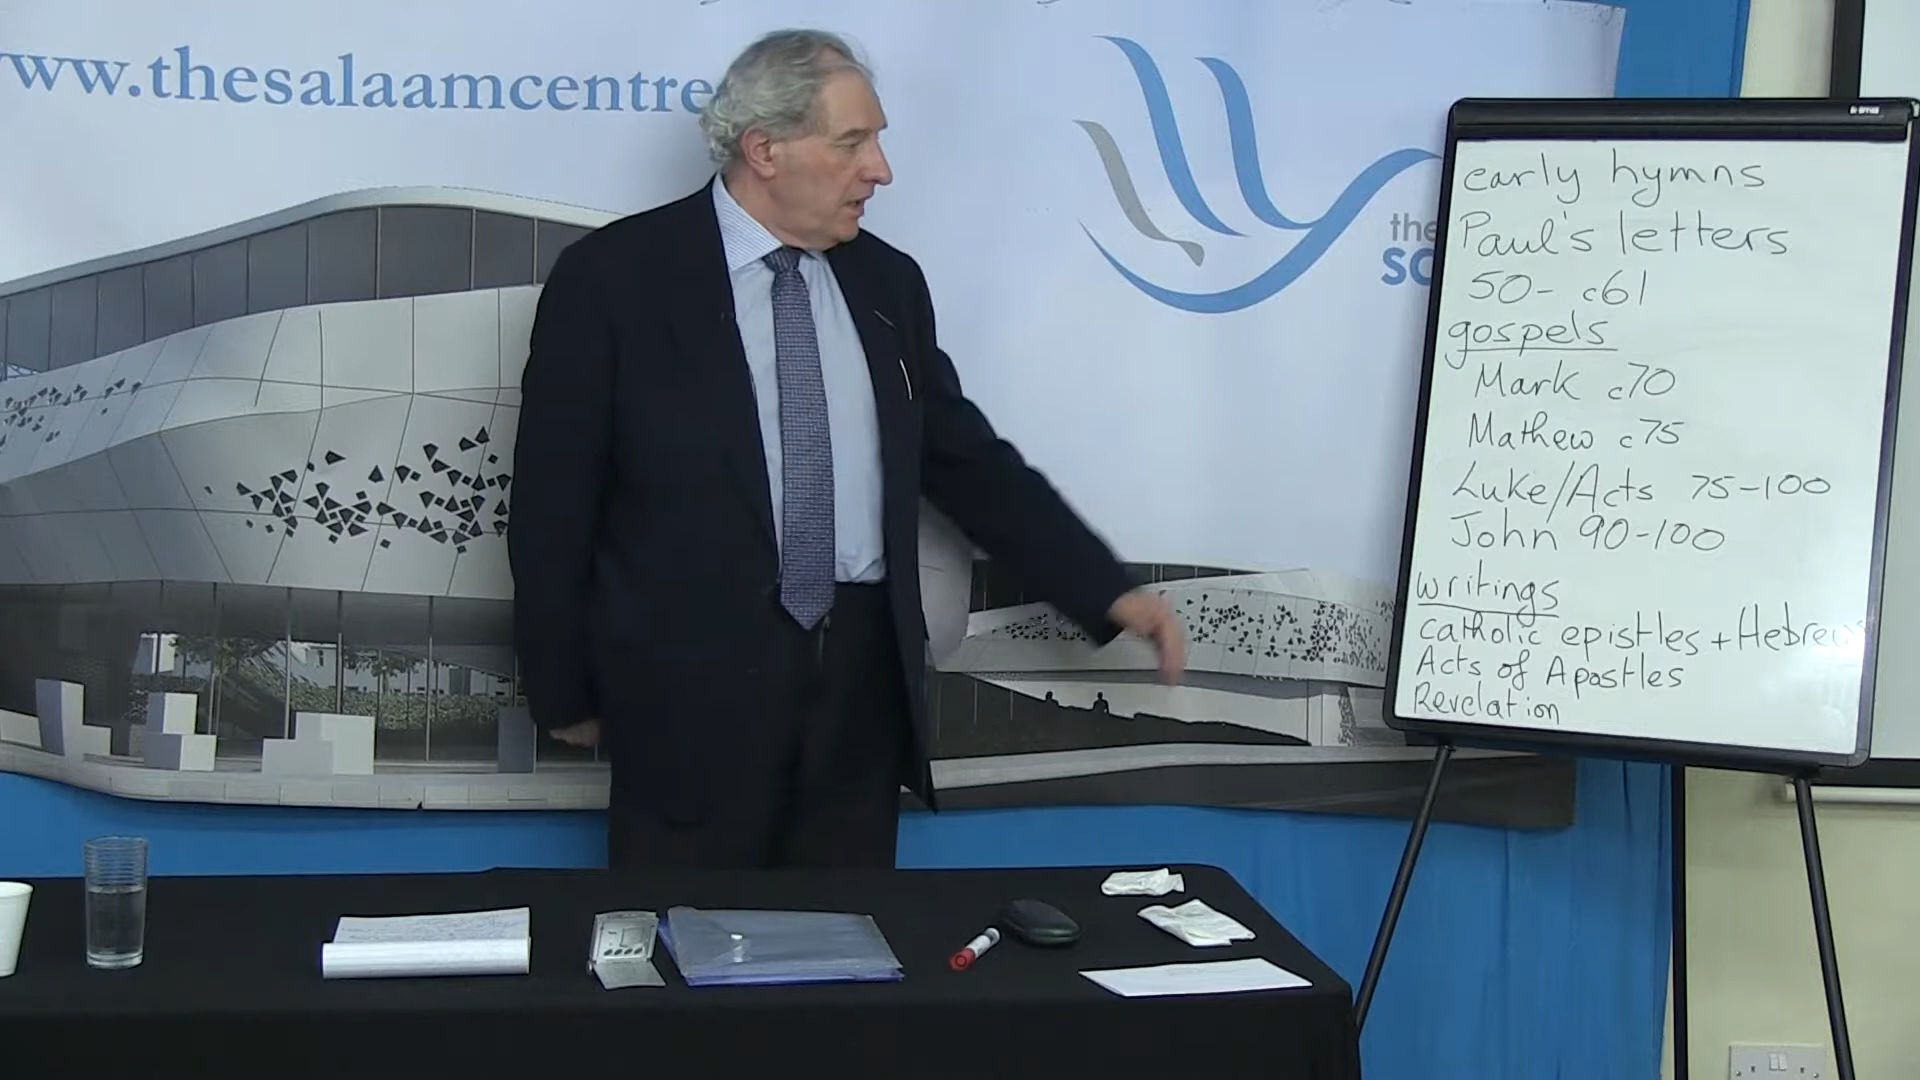 www.thesalaamcentre
the
early hymns
Paul's letters
50- c61
gospels
Mark c70
Mathew c75
Luke/Acts 75-100
John 90-100
writings
catholic epistles + Hebrews
Acts of Apostles
Revelation